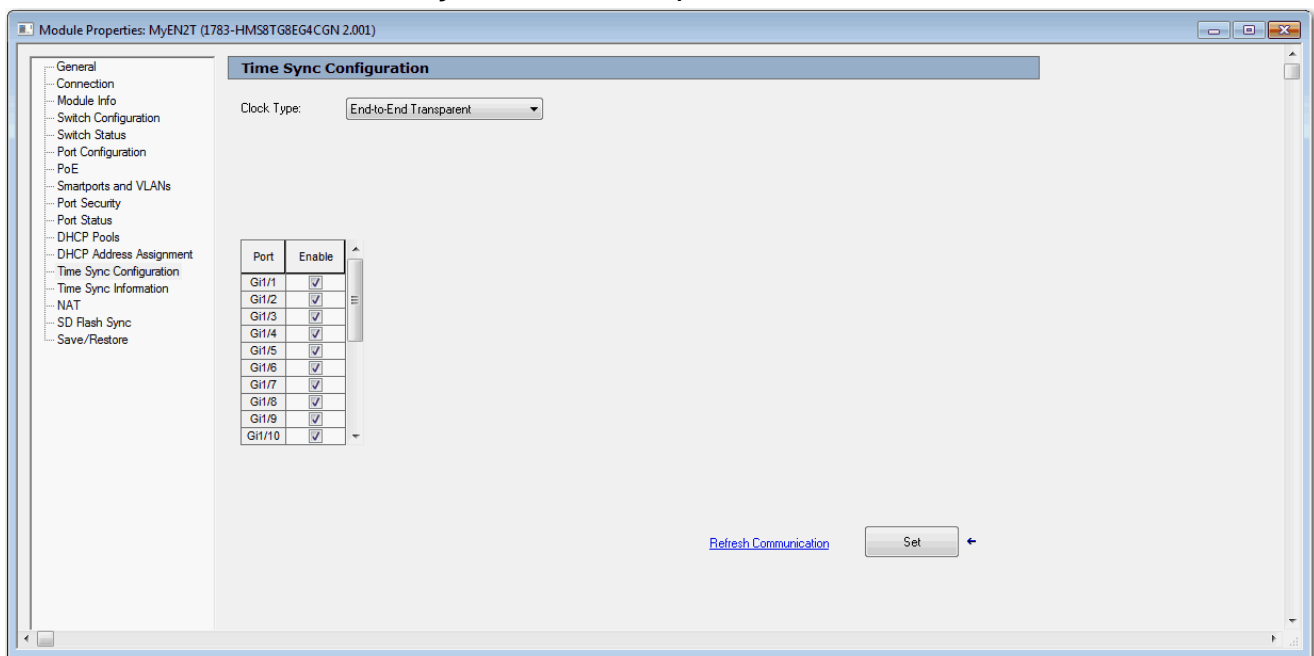 Module Properties: MyEN2T (1783-HMS8TG8EG4CGN 2.001)
General
Connection
Module Info
Switch Configuration
Switch Status
Port Configuration
PoE
Smartports and VLANs
Port Security
Port Status
DHCP Pools
DHCP Address Assignment
Time Sync Configuration
Time Sync Information
NAT
SD Flash Sync
Save/Restore
Time Sync Configuration
Clock Type: End-to-End Transparent
Port Enable
Gi1/1
Gi1/2
Gi1/3
Gi1/4
Gi1/5
Gi1/6
Gi1/7
Gi1/8
Gi1/9
Gi1/10
Refresh Communication Set